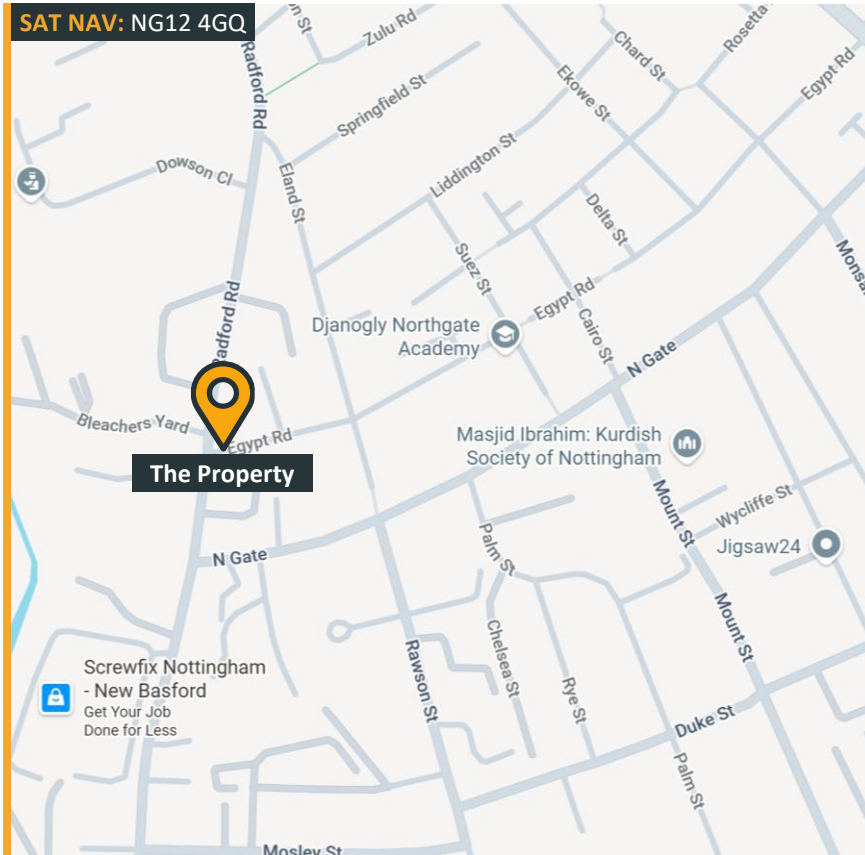 SAT NAV: NG12 4GQ
Zulu Rd
Radford Rd
Springfield St
Chard St
Rosetta
Egypt Rd
Ekowe St
Dowson Cl
Eland St
Liddington St
Delta St
Suez St
Radford Rd
Egypt Rd
Djanogly Northgate
Academy
Cairo St
N Gate
Bleachers Yard
Egypt Rd
The Property
Masjid Ibrahim: Kurdish
Society of Nottingham
Mount St
Wycliffe St
Palm St
Jigsaw24
N Gate
Mount St
Chelsea St
Rawson St
Rye St
Screwfix Nottingham
- New Basford
Get Your Job
Done for Less
Duke St
Palm St
Mosley St